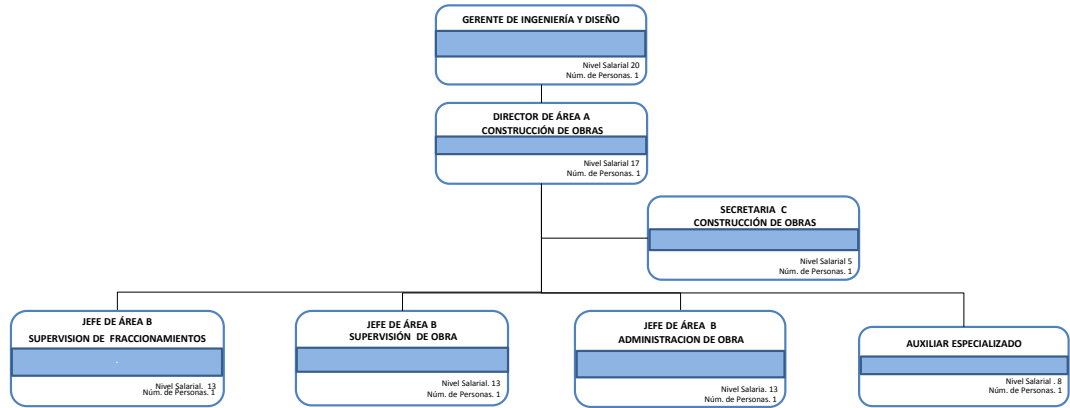 GERENTE DE INGENIERÍA Y DISEÑO
Nivel Salarial 20
Núm. de Personas. 1
DIRECTOR DE ÁREA A
CONSTRUCCIÓN DE OBRAS
Nivel Salarial 17
Núm. de Personas. 1
SECRETARIA C
CONSTRUCCIÓN DE OBRAS
Nivel Salarial 5
Núm. de Personas. 1
JEFE DE ÁREA B
SUPERVISION DE FRACCIONAMIENTOS
.
Nivel Salarial. 13
Núm. de Personas. 1
JEFE DE ÁREA B
SUPERVISIÓN DE OBRA
Nivel Salarial. 13
Núm. de Personas. 1
JEFE DE ÁREA B
ADMINISTRACION DE OBRA
Nivel Salaria. 13
Núm. de Personas. 1
AUXILIAR ESPECIALIZADO
Nivel Salarial . 8
Núm. de Personas. 1